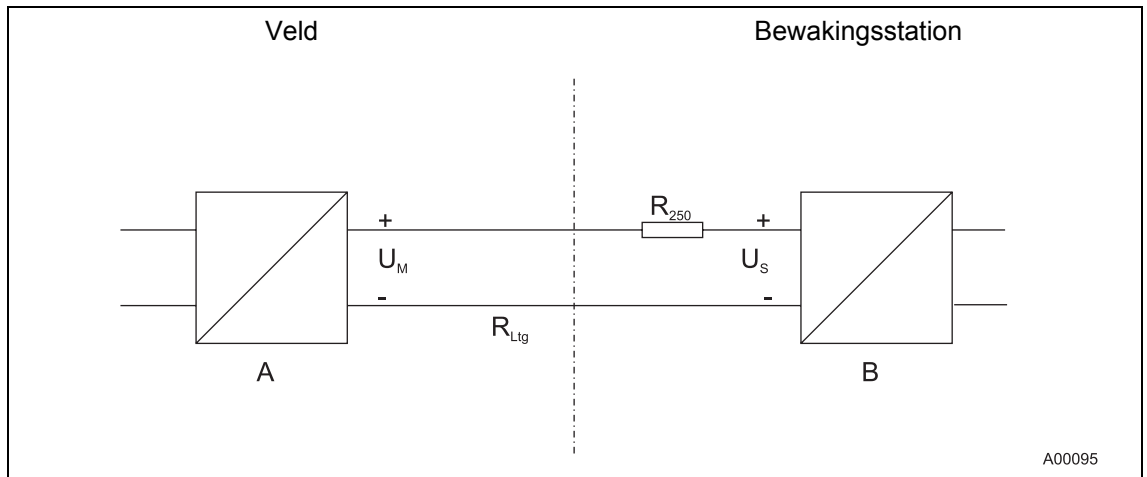 Veld
Bewakingsstation
R250
+
+
UM
US
-
-
RLtg
A
B
A00095